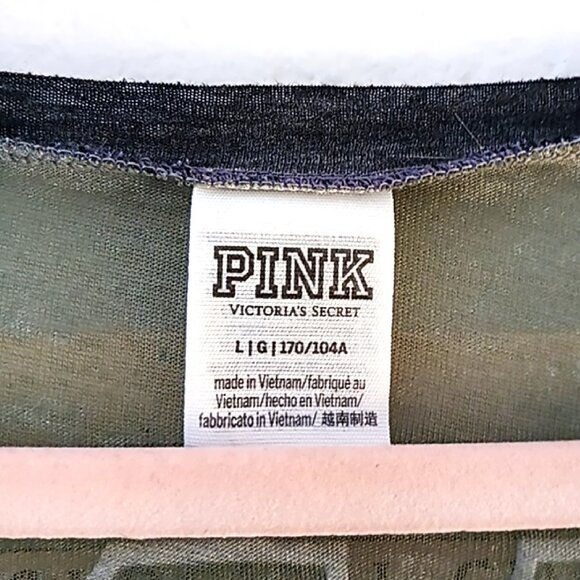 PINK
VICTORIA'S SECRET
L | G | 170/104A
made in Vietnam/fabriqué au
Vietnam/hecho en Vietnam/
fabbricato in Vietnam/ 越南制造